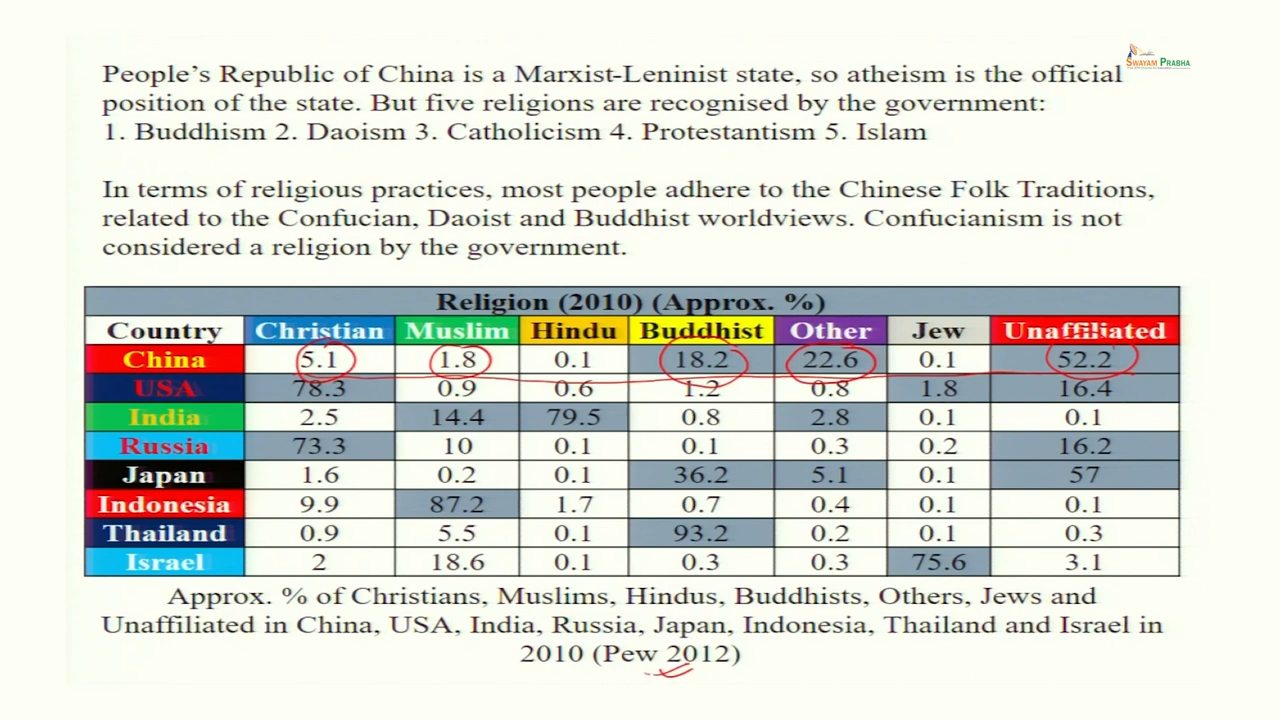 SWAYAM PRABHA
People's Republic of China is a Marxist-Leninist state, so atheism is the official
position of the state. But five religions are recognised by the government:
1. Buddhism 2. Daoism 3. Catholicism 4. Protestantism 5. Islam
In terms of religious practices, most people adhere to the Chinese Folk Traditions,
related to the Confucian, Daoist and Buddhist worldviews. Confucianism is not
considered a religion by the government.
Religion (2010) (Approx. %)
Country Christian Muslim Hindu Buddhist Other Jew Unaffiliated
China 5.1 1.8 0.1 18.2 22.6 0.1 52.2
USA 78.3 0.9 0.6 1.2 0.8 1.8 16.4
India 2.5 14.4 79.5 0.8 2.8 0.1 0.1
Russia 73.3 10 0.1 0.1 0.3 0.2 16.2
Japan 1.6 0.2 0.1 36.2 5.1 0.1 57
Indonesia 9.9 87.2 1.7 0.7 0.4 0.1 0.1
Thailand 0.9 5.5 0.1 93.2 0.2 0.1 0.3
Israel 2 18.6 0.1 0.3 0.3 75.6 3.1
Approx. % of Christians, Muslims, Hindus, Buddhists, Others, Jews and
Unaffiliated in China, USA, India, Russia, Japan, Indonesia, Thailand and Israel in
2010 (Pew 2012)